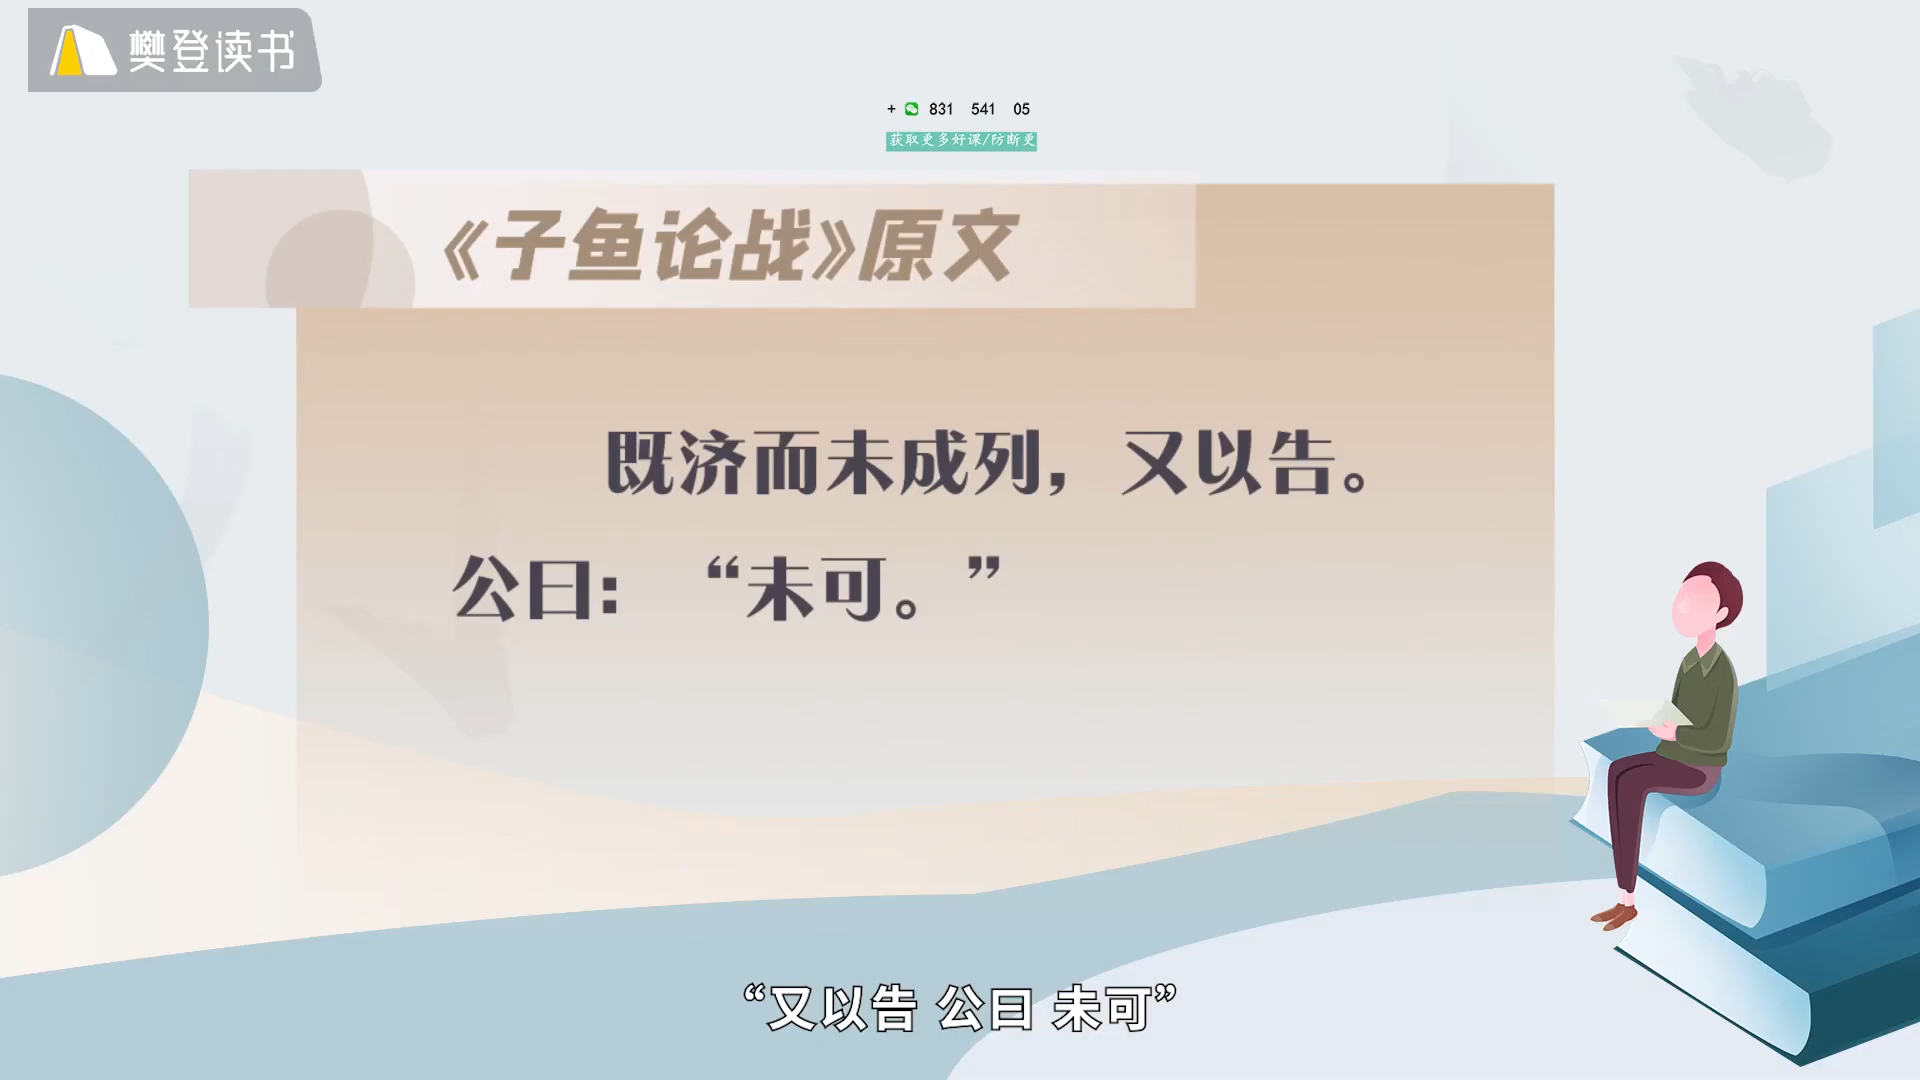 樊登读书
+ 831 541 05
获取更多好课/防断更
《子鱼论战》原文
既济而未成列，又以告。
公曰：“未可。”
“又以告 公曰 未可”